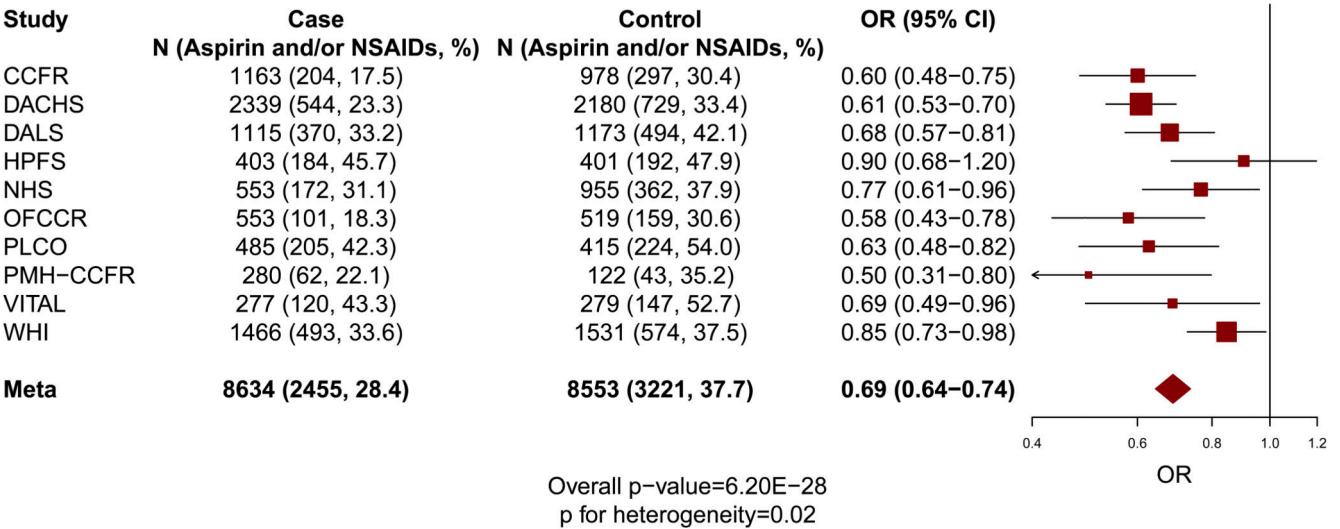 Study Case Control OR (95% CI)
N (Aspirin and/or NSAIDs, %) N (Aspirin and/or NSAIDs, %)
CCFR 1163 (204, 17.5) 978 (297, 30.4) 0.60 (0.48−0.75)
DACHS 2339 (544, 23.3) 2180 (729, 33.4) 0.61 (0.53−0.70)
DALS 1115 (370, 33.2) 1173 (494, 42.1) 0.68 (0.57−0.81)
HPFS 403 (184, 45.7) 401 (192, 47.9) 0.90 (0.68−1.20)
NHS 553 (172, 31.1) 955 (362, 37.9) 0.77 (0.61−0.96)
OFCCR 553 (101, 18.3) 519 (159, 30.6) 0.58 (0.43−0.78)
PLCO 485 (205, 42.3) 415 (224, 54.0) 0.63 (0.48−0.82)
PMH−CCFR 280 (62, 22.1) 122 (43, 35.2) 0.50 (0.31−0.80)
VITAL 277 (120, 43.3) 279 (147, 52.7) 0.69 (0.49−0.96)
WHI 1466 (493, 33.6) 1531 (574, 37.5) 0.85 (0.73−0.98)
Meta 8634 (2455, 28.4) 8553 (3221, 37.7) 0.69 (0.64−0.74)
0.4 0.6 0.8 1.0 1.2
OR
Overall p−value=6.20E−28
p for heterogeneity=0.02